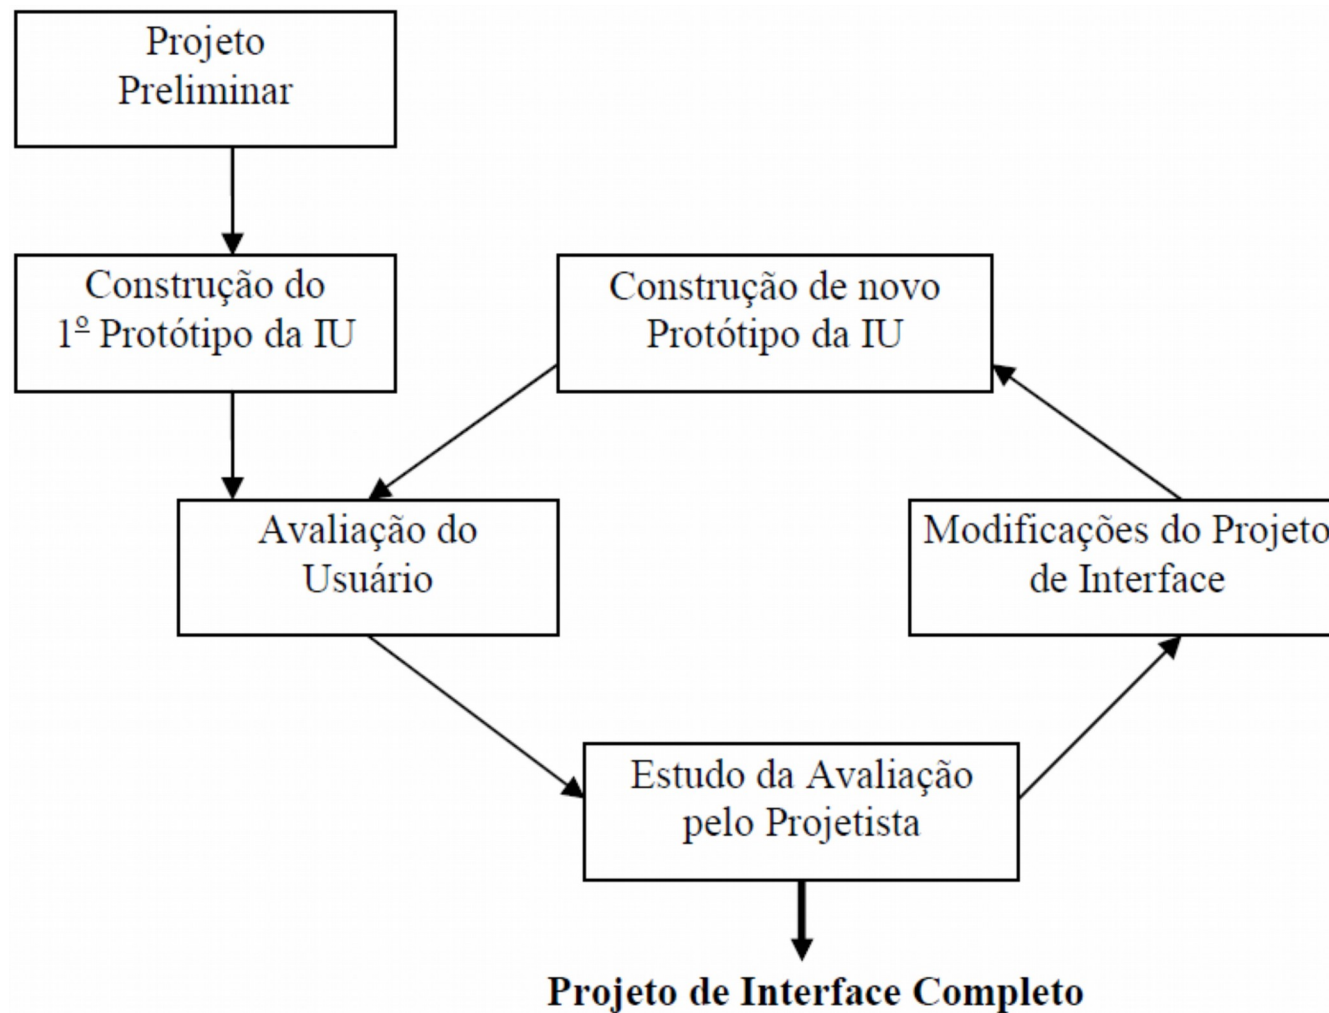 Projeto
Preliminar
Construção do
1º Protótipo da IU
Construção de novo
Protótipo da IU
Avaliação do
Usuário
Modificações do Projeto
de Interface
Estudo da Avaliação
pelo Projetista
Projeto de Interface Completo